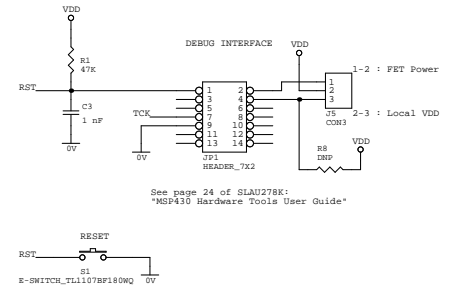 VDD
R1
47K
RST
C3
1 nF
0V
DEBUG INTERFACE
TCK
0V
1 2
3 4
5 6
7 8
9 10
11 12
13 14
JP1
HEADER_7X2
VDD
1
2
3
J5
CON3
1-2 : FET Power
2-3 : Local VDD
R8
DNP
VDD
See page 24 of SLAU278K:
"MSP430 Hardware Tools User Guide"
RESET
RST
S1
E-SWITCH_TL1107BF180WQ
0V